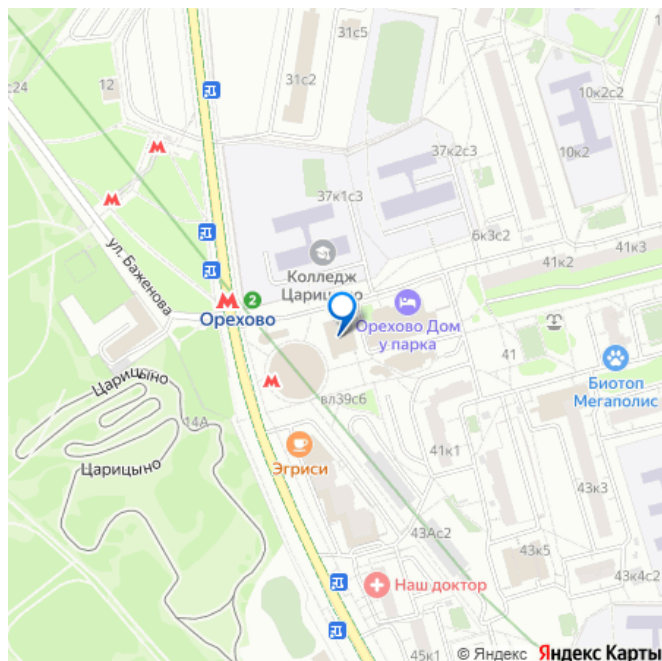 31с5
с24
12
31с2
10к2с2
37к2с3
10к2
37к1с3
6к3с2
ул. Баженова
Колледж
Царицыно
41к2
41к3
2
Орехово
Орехово Дом
у парка
41
Биотоп
Мегаполис
Царицыно
14А
вл39с6
Царицыно
Эгриси
41к1
43к3
43Ас2
43к5
43к4с2
Наш доктор
45к1
© Яндекс Яндекс Карты